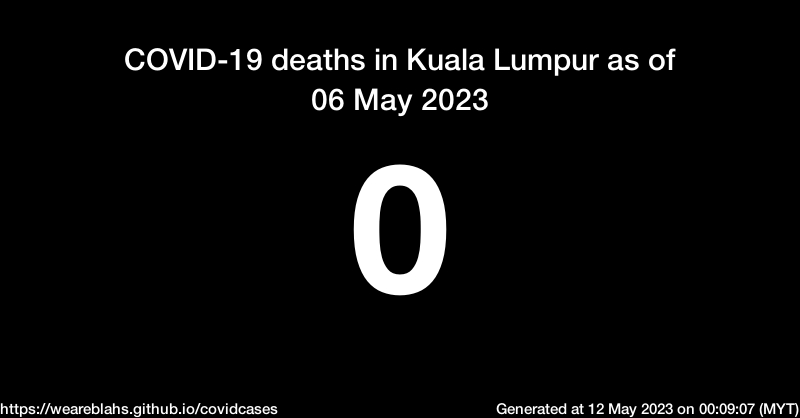 COVID-19 deaths in Kuala Lumpur as of
06 May 2023
0
https://weareblahs.github.io/covidcases
Generated at 12 May 2023 on 00:09:07 (MYT)